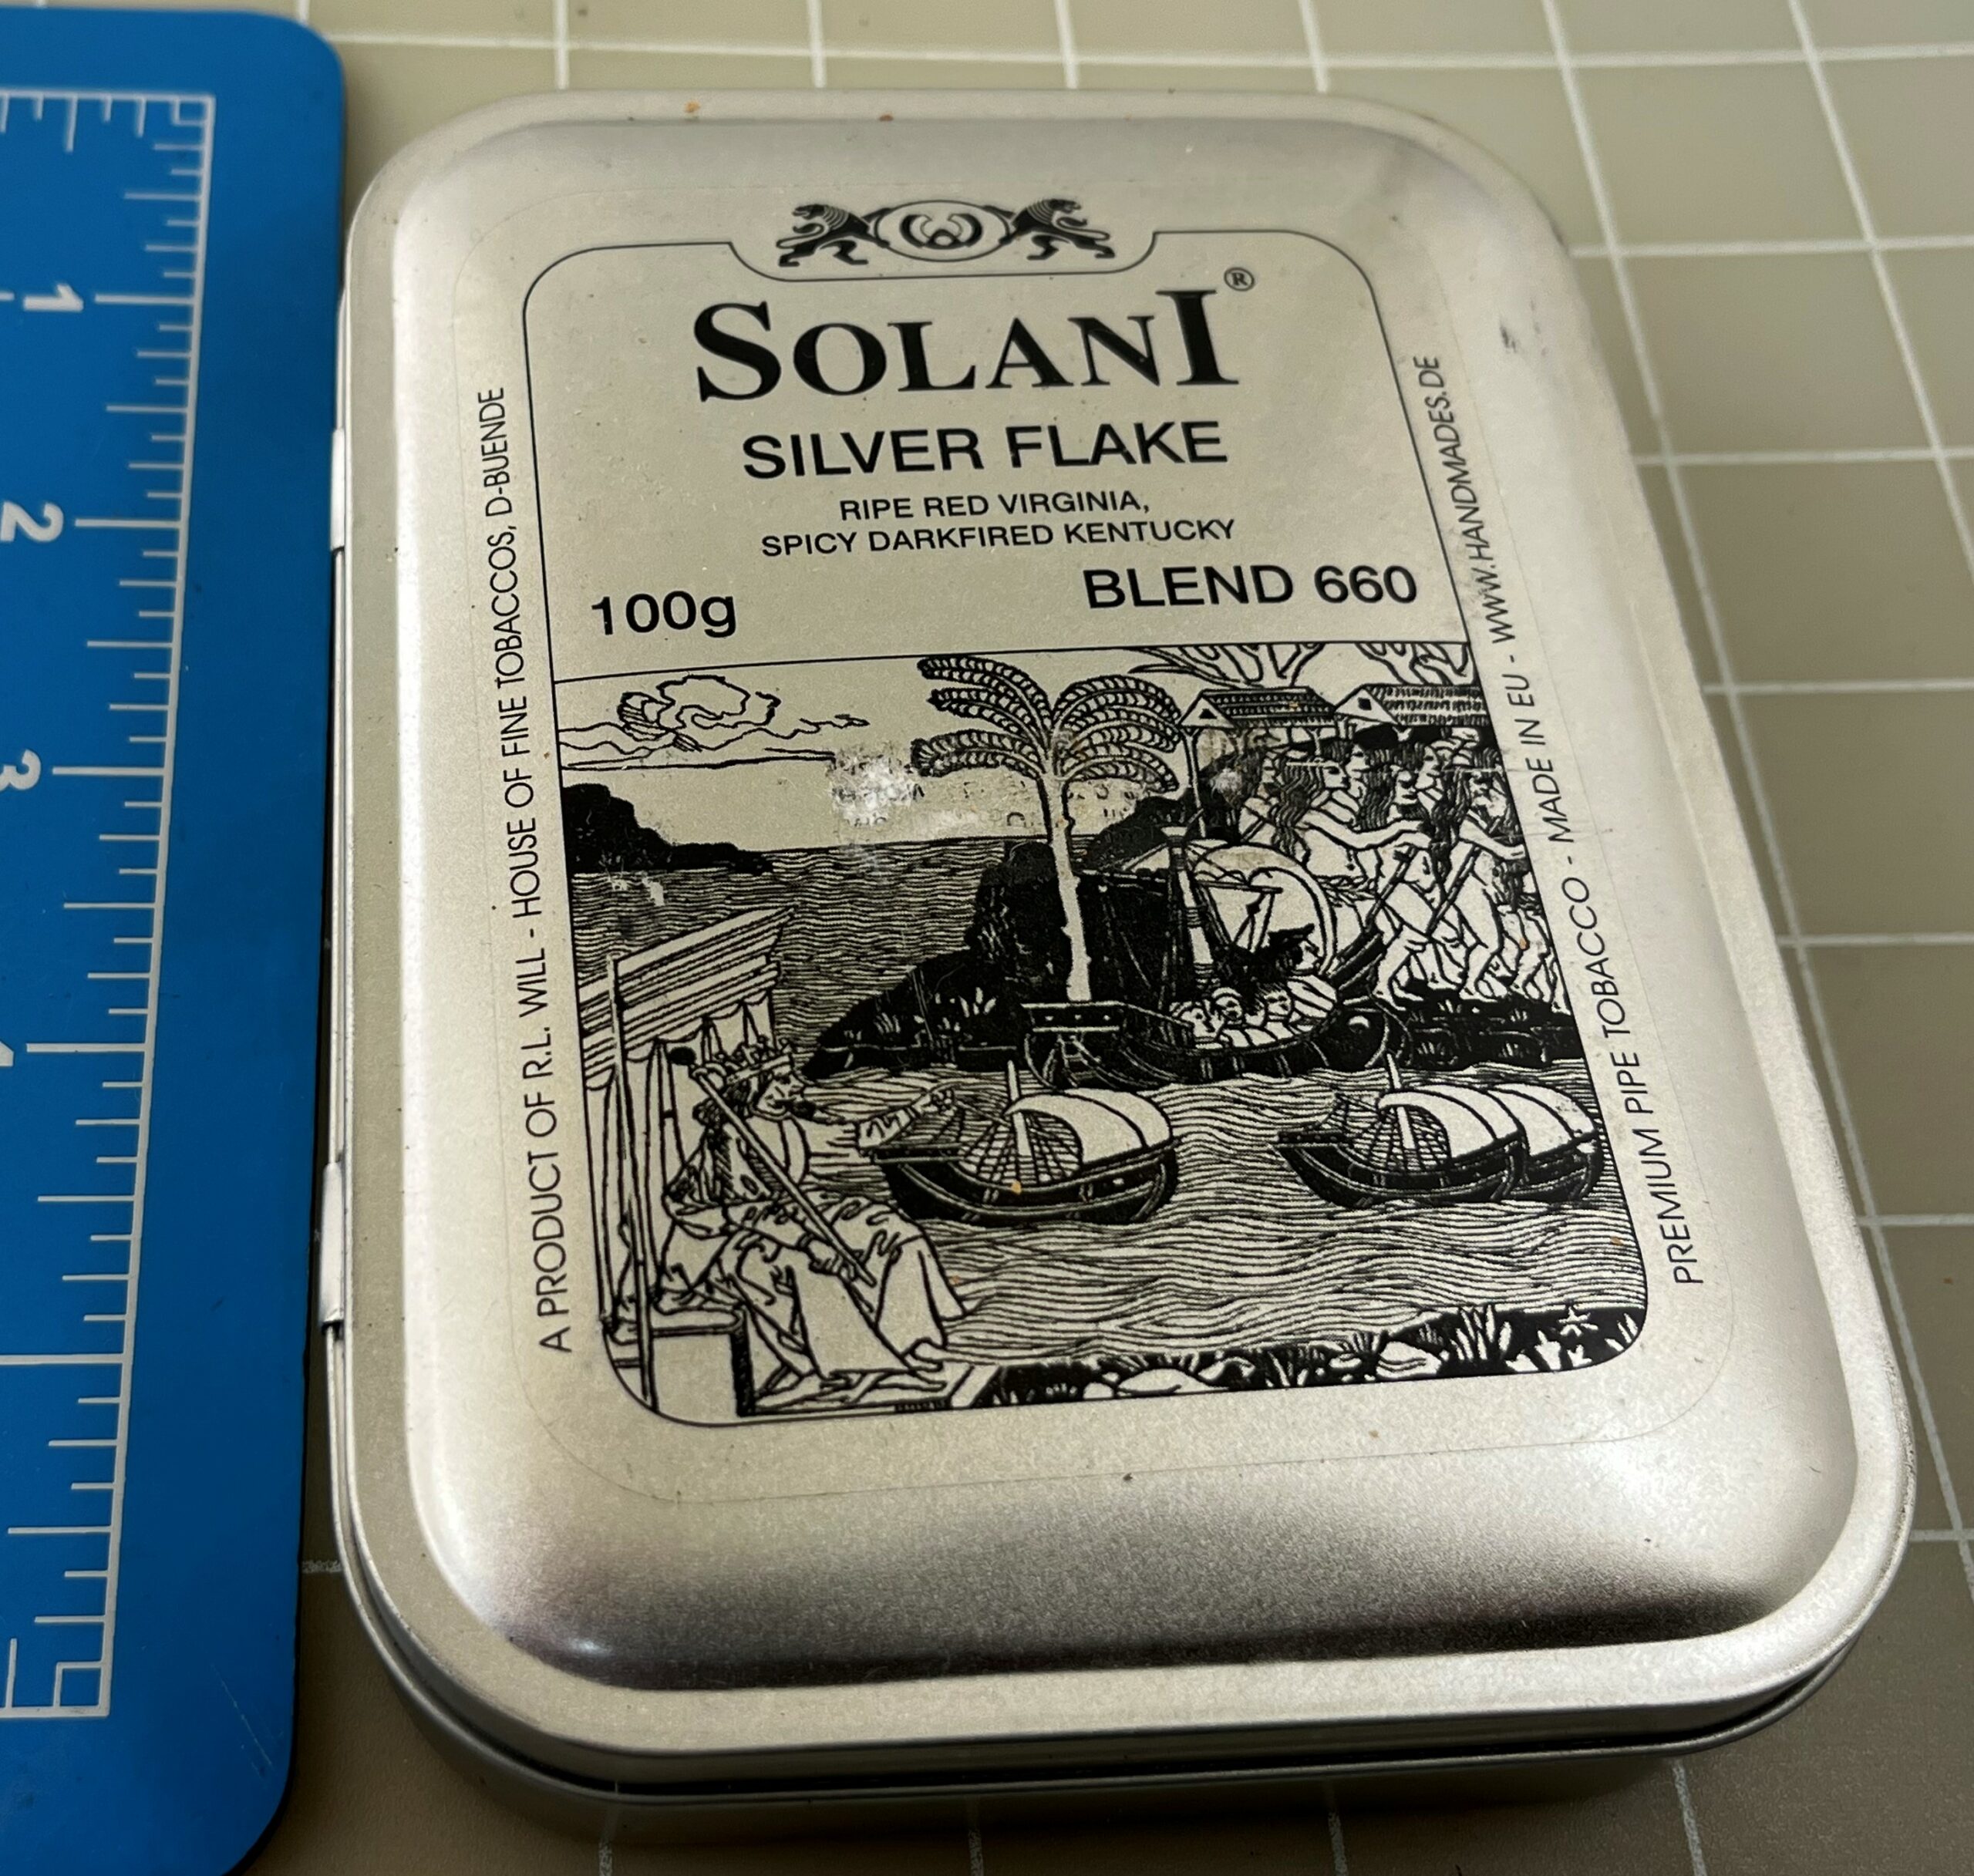 SOLANI®
SILVER FLAKE
RIPE RED VIRGINIA,
SPICY DARKFIRED KENTUCKY
100g
BLEND 660
A PRODUCT OF R.L. WILL - HOUSE OF FINE TOBACCOS, D-BUENDE
PREMIUM PIPE TOBACCO - MADE IN EU - WWW.HANDMADES.DE
1
2
3
4